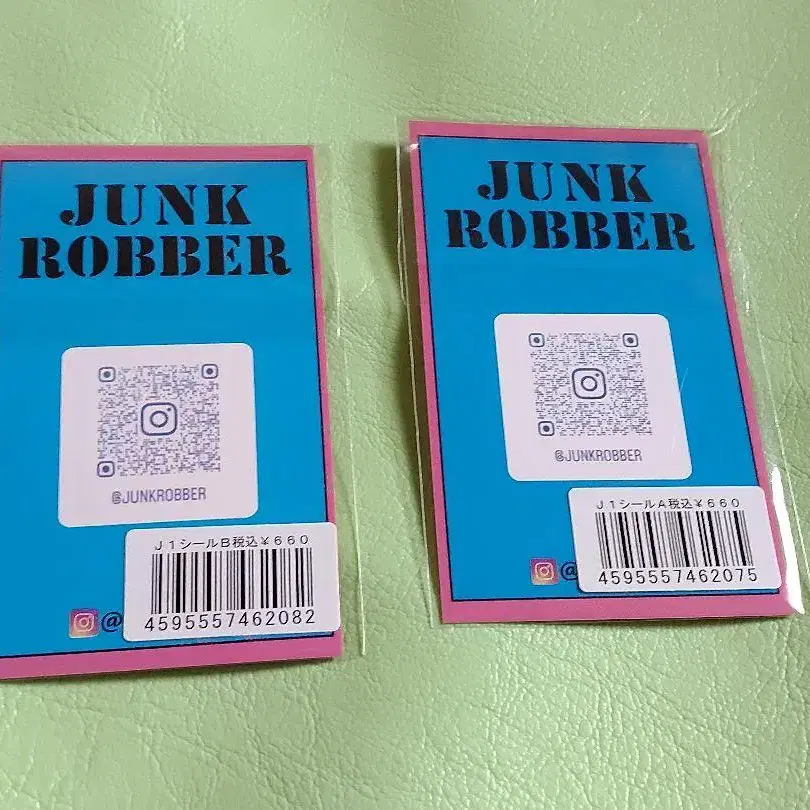 JUNK
ROBBER
@JUNKROBBER
J1シールB税込¥660
4595557462082
@
JUNK
ROBBER
@JUNKROBBER
J1シールA税込¥660
4595557462075
@